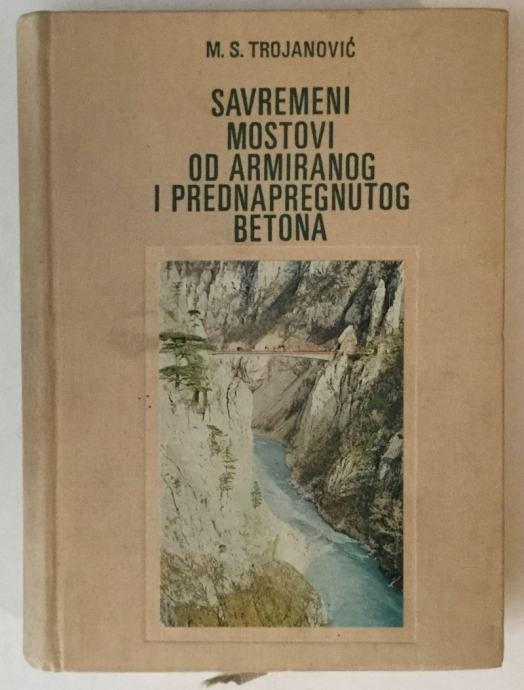 M. S. TROJANOVIĆ
SAVREMENI
MOSTOVI
OD ARMIRANOG
I PREDNAPREGNUTOG
BETONA